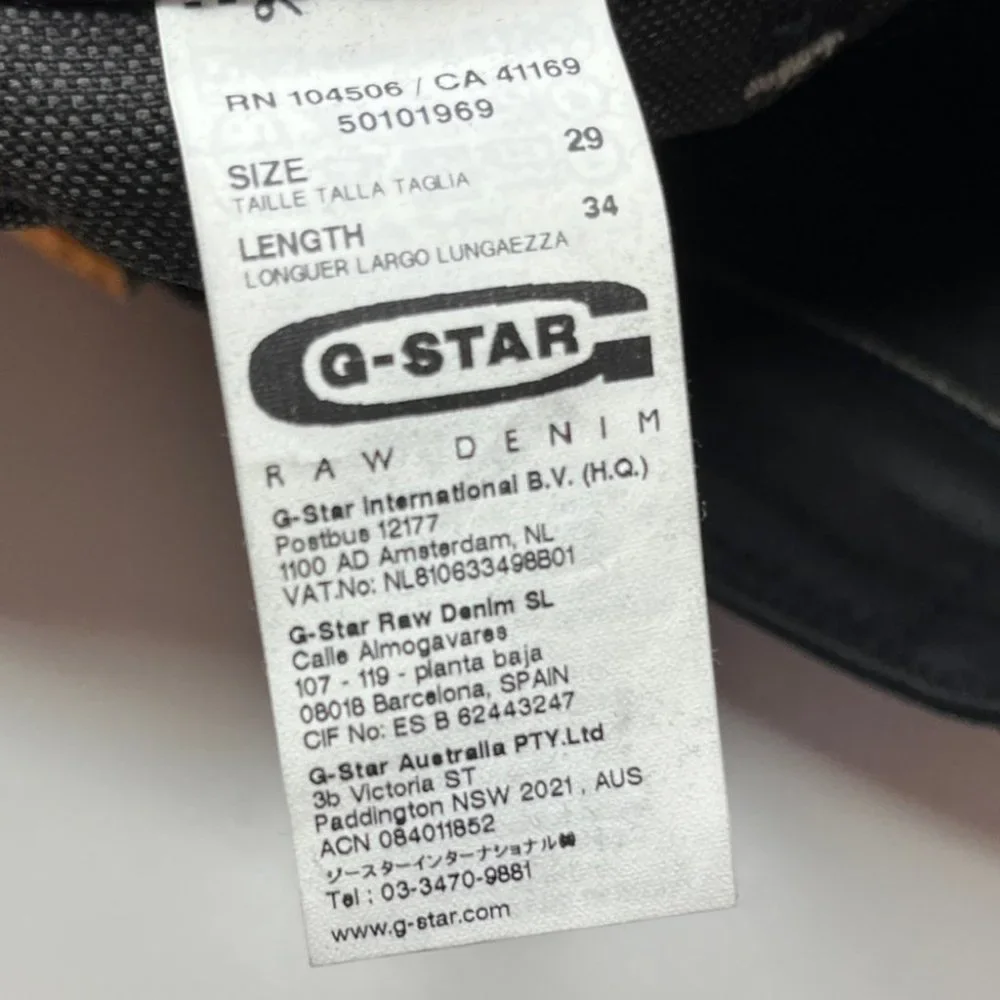 RN 104506 / CA 41169
50101969
SIZE 29
TAILLE TALLA TAGLIA
LENGTH 34
LONGUER LARGO LUNGAEZZA
G-STAR
RAW DENIM
G-Star International B.V. (H.Q.)
Postbus 12177
1100 AD Amsterdam, NL
VAT.No: NL810633498B01
G-Star Raw Denim SL
Calle Almogavares
107 - 119 - planta baja
08018 Barcelona, SPAIN
CIF No: ES B 62443247
G-Star Australia PTY.Ltd
3b Victoria ST
Paddington NSW 2021, AUS
ACN 084011852
ソースターインターナショナル㈱
Tel : 03-3470-9881
www.g-star.com